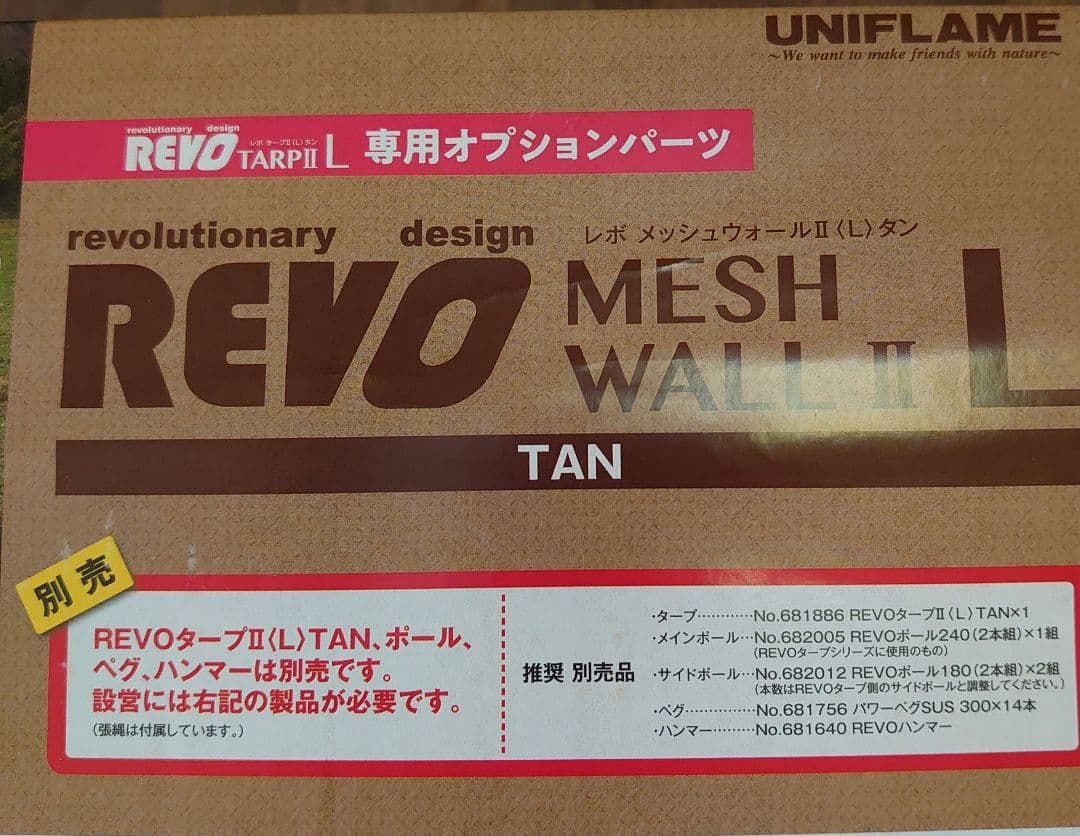 UNIFLAME
~We want to make friends with nature~
revolutionary design
レボ タープII〈L〉タン
REVO TARPII L 専用オプションパーツ
revolutionary design レボ メッシュウォールII〈L〉タン
REVO MESH WALL II L
TAN
別売
REVOタープII〈L〉TAN、ポール、
ペグ、ハンマーは別売です。
設営には右記の製品が必要です。
(張縄は付属しています。)
推奨 別売品
・タープ…………No.681886 REVOタープII〈L〉TAN×1
・メインポール…No.682005 REVOポール240(2本組)×1組
(REVOタープシリーズに使用のもの)
・サイドポール…No.682012 REVOポール180(2本組)×2組
(本数はREVOタープ側のサイドポールと調整してください。)
・ペグ……………No.681756 パワーペグSUS 300×14本
・ハンマー………No.681640 REVOハンマー